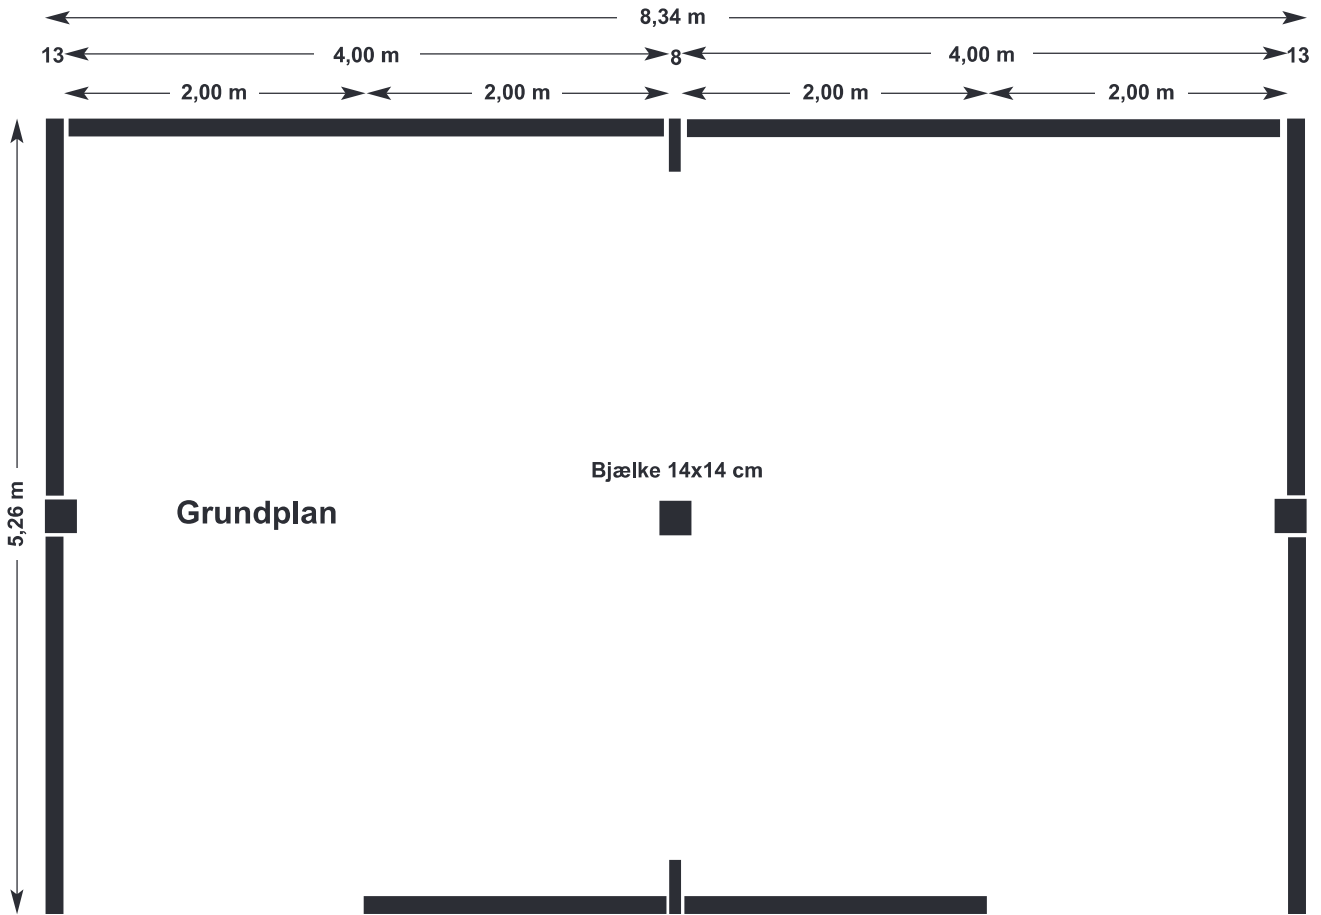 8,34 m
13 4,00 m 8 4,00 m 13
2,00 m 2,00 m 2,00 m 2,00 m
5,26 m
Bjælke 14x14 cm
Grundplan